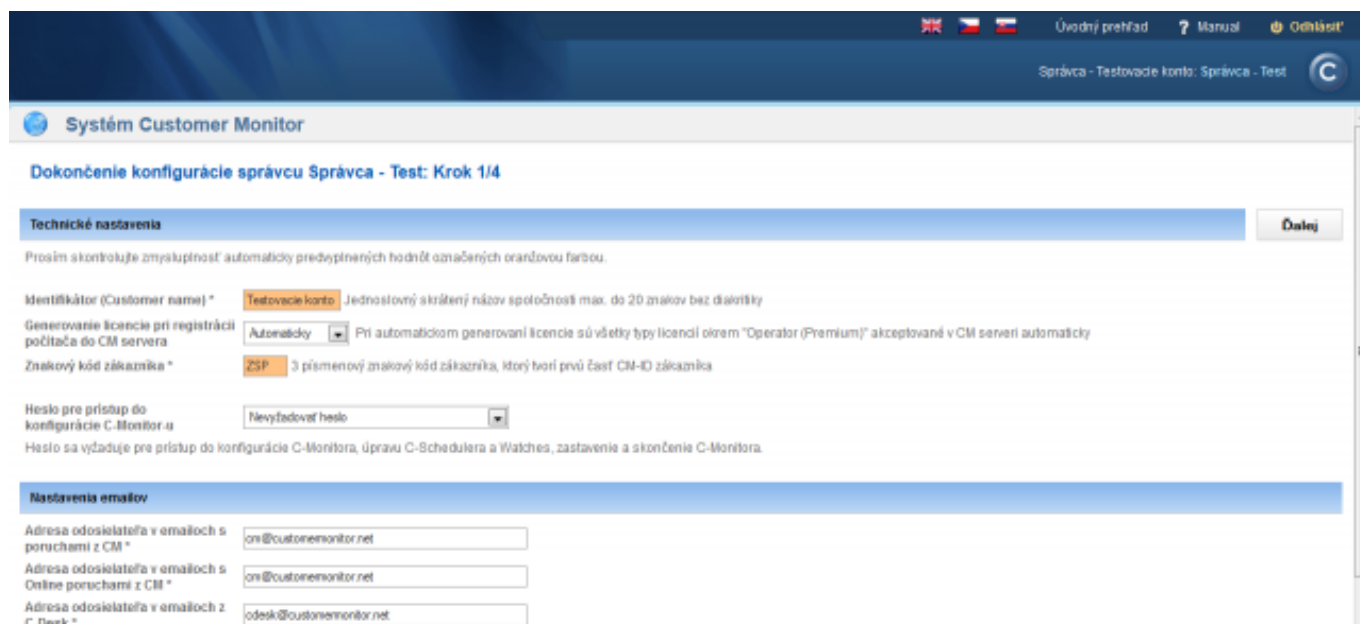 Úvodný prehľad ? Manual Odhlásiť
Správca - Testovacie konto: Správca - Test C
Systém Customer Monitor
Dokončenie konfigurácie správcu Správca - Test: Krok 1/4
Technické nastavenia
Ďalej
Prosím skontrolujte zmysluplnosť automaticky predvyplnených hodnôt označených oranžovou farbou.
Identifikátor (Customer name) * Testovacie konto Jednoslovný skrátený názov spoločnosti max. do 20 znakov bez diakritiky
Generovanie licencie pri registrácii
počítača do CM servera Automaticky Pri automatickom generovaní licencie sú všetky typy licencií okrem "Operator (Premium)" akceptované v CM serveri automaticky
Znakový kód zákazníka * ZSP 3 písmenový znakový kód zákazníka, ktorý tvorí prvú časť CM-ID zákazníka
Heslo pre prístup do
konfigurácie C-Monitor-u Nevyžadovať heslo
Heslo sa vyžaduje pre prístup do konfigurácie C-Monitora, úpravu C-Schedulera a Watches, zastavenie a skončenie C-Monitora.
Nastavenia emailov
Adresa odosielateľa v emailoch s
poruchami z CM * cm@customermonitor.net
Adresa odosielateľa v emailoch s
Online poruchami z CM * cm@customermonitor.net
Adresa odosielateľa v emailoch z
C-Desk * cdesk@customermonitor.net